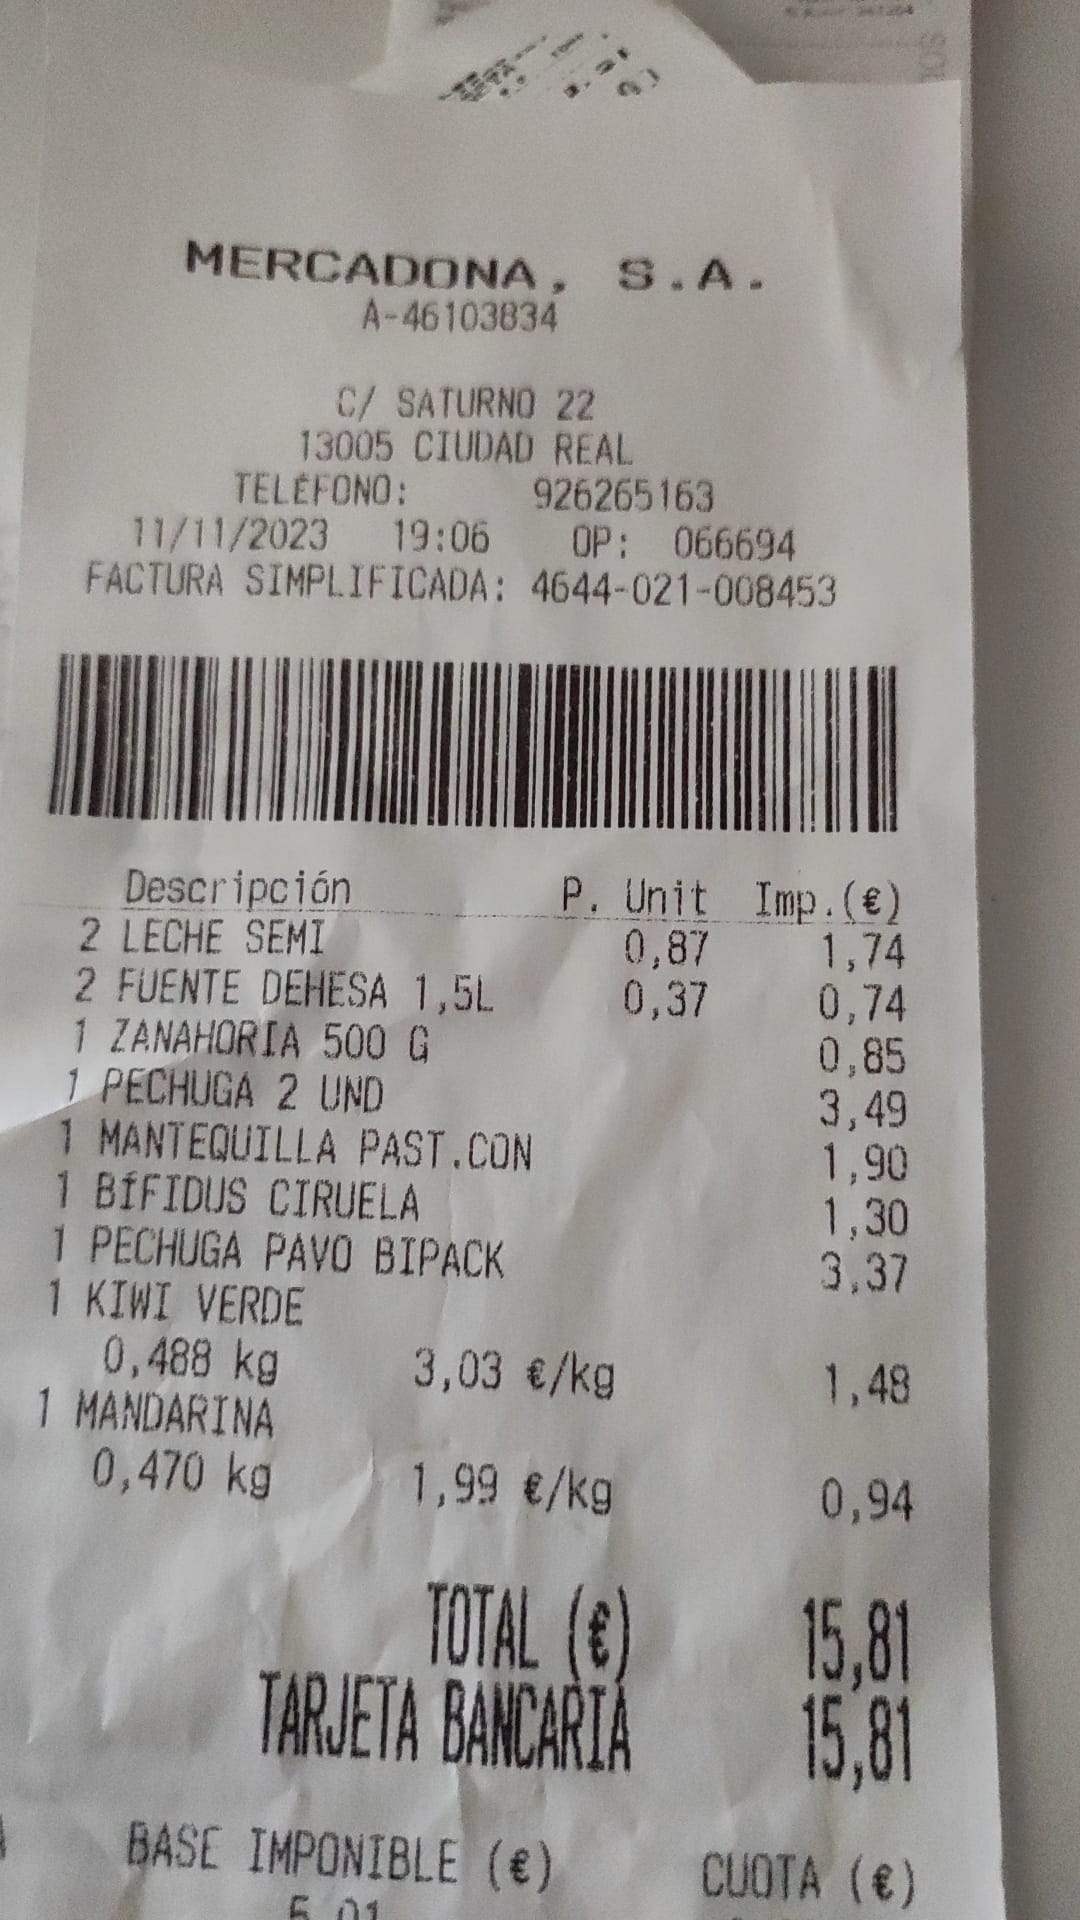 MERCADONA, S.A.
A-46103834
C/ SATURNO 22
13005 CIUDAD REAL
TELÉFONO: 926265163
11/11/2023 19:06 OP: 066694
FACTURA SIMPLIFICADA: 4644-021-008453
Descripción P. Unit Imp.(€)
2 LECHE SEMI 0,87 1,74
2 FUENTE DEHESA 1,5L 0,37 0,74
1 ZANAHORIA 500 G 0,85
1 PECHUGA 2 UND 3,49
1 MANTEQUILLA PAST.CON 1,90
1 BÍFIDUS CIRUELA 1,30
1 PECHUGA PAVO BIPACK 3,37
1 KIWI VERDE
0,488 kg 3,03 €/kg 1,48
1 MANDARINA
0,470 kg 1,99 €/kg 0,94
TOTAL (€) 15,81
TARJETA BANCARIA 15,81
BASE IMPONIBLE (€) CUOTA (€)
5,01